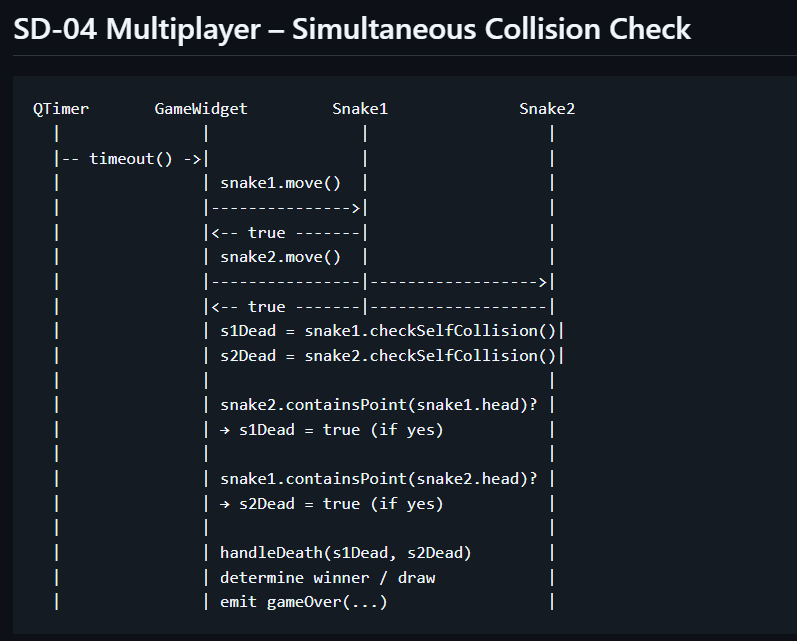 SD-04 Multiplayer – Simultaneous Collision Check
QTimer       GameWidget         Snake1              Snake2
  |               |                |                   |
  |-- timeout() ->|                |                   |
  |               | snake1.move()  |                   |
  |               |--------------->|                   |
  |               |<-- true -------|                   |
  |               | snake2.move()  |                   |
  |               |----------------|------------------>|
  |               |<-- true -------|-------------------|
  |               | s1Dead = snake1.checkSelfCollision()|
  |               | s2Dead = snake2.checkSelfCollision()|
  |               |                                    |
  |               | snake2.containsPoint(snake1.head)? |
  |               | → s1Dead = true (if yes)           |
  |               |                                    |
  |               | snake1.containsPoint(snake2.head)? |
  |               | → s2Dead = true (if yes)           |
  |               |                                    |
  |               | handleDeath(s1Dead, s2Dead)        |
  |               | determine winner / draw            |
  |               | emit gameOver(...)                 |